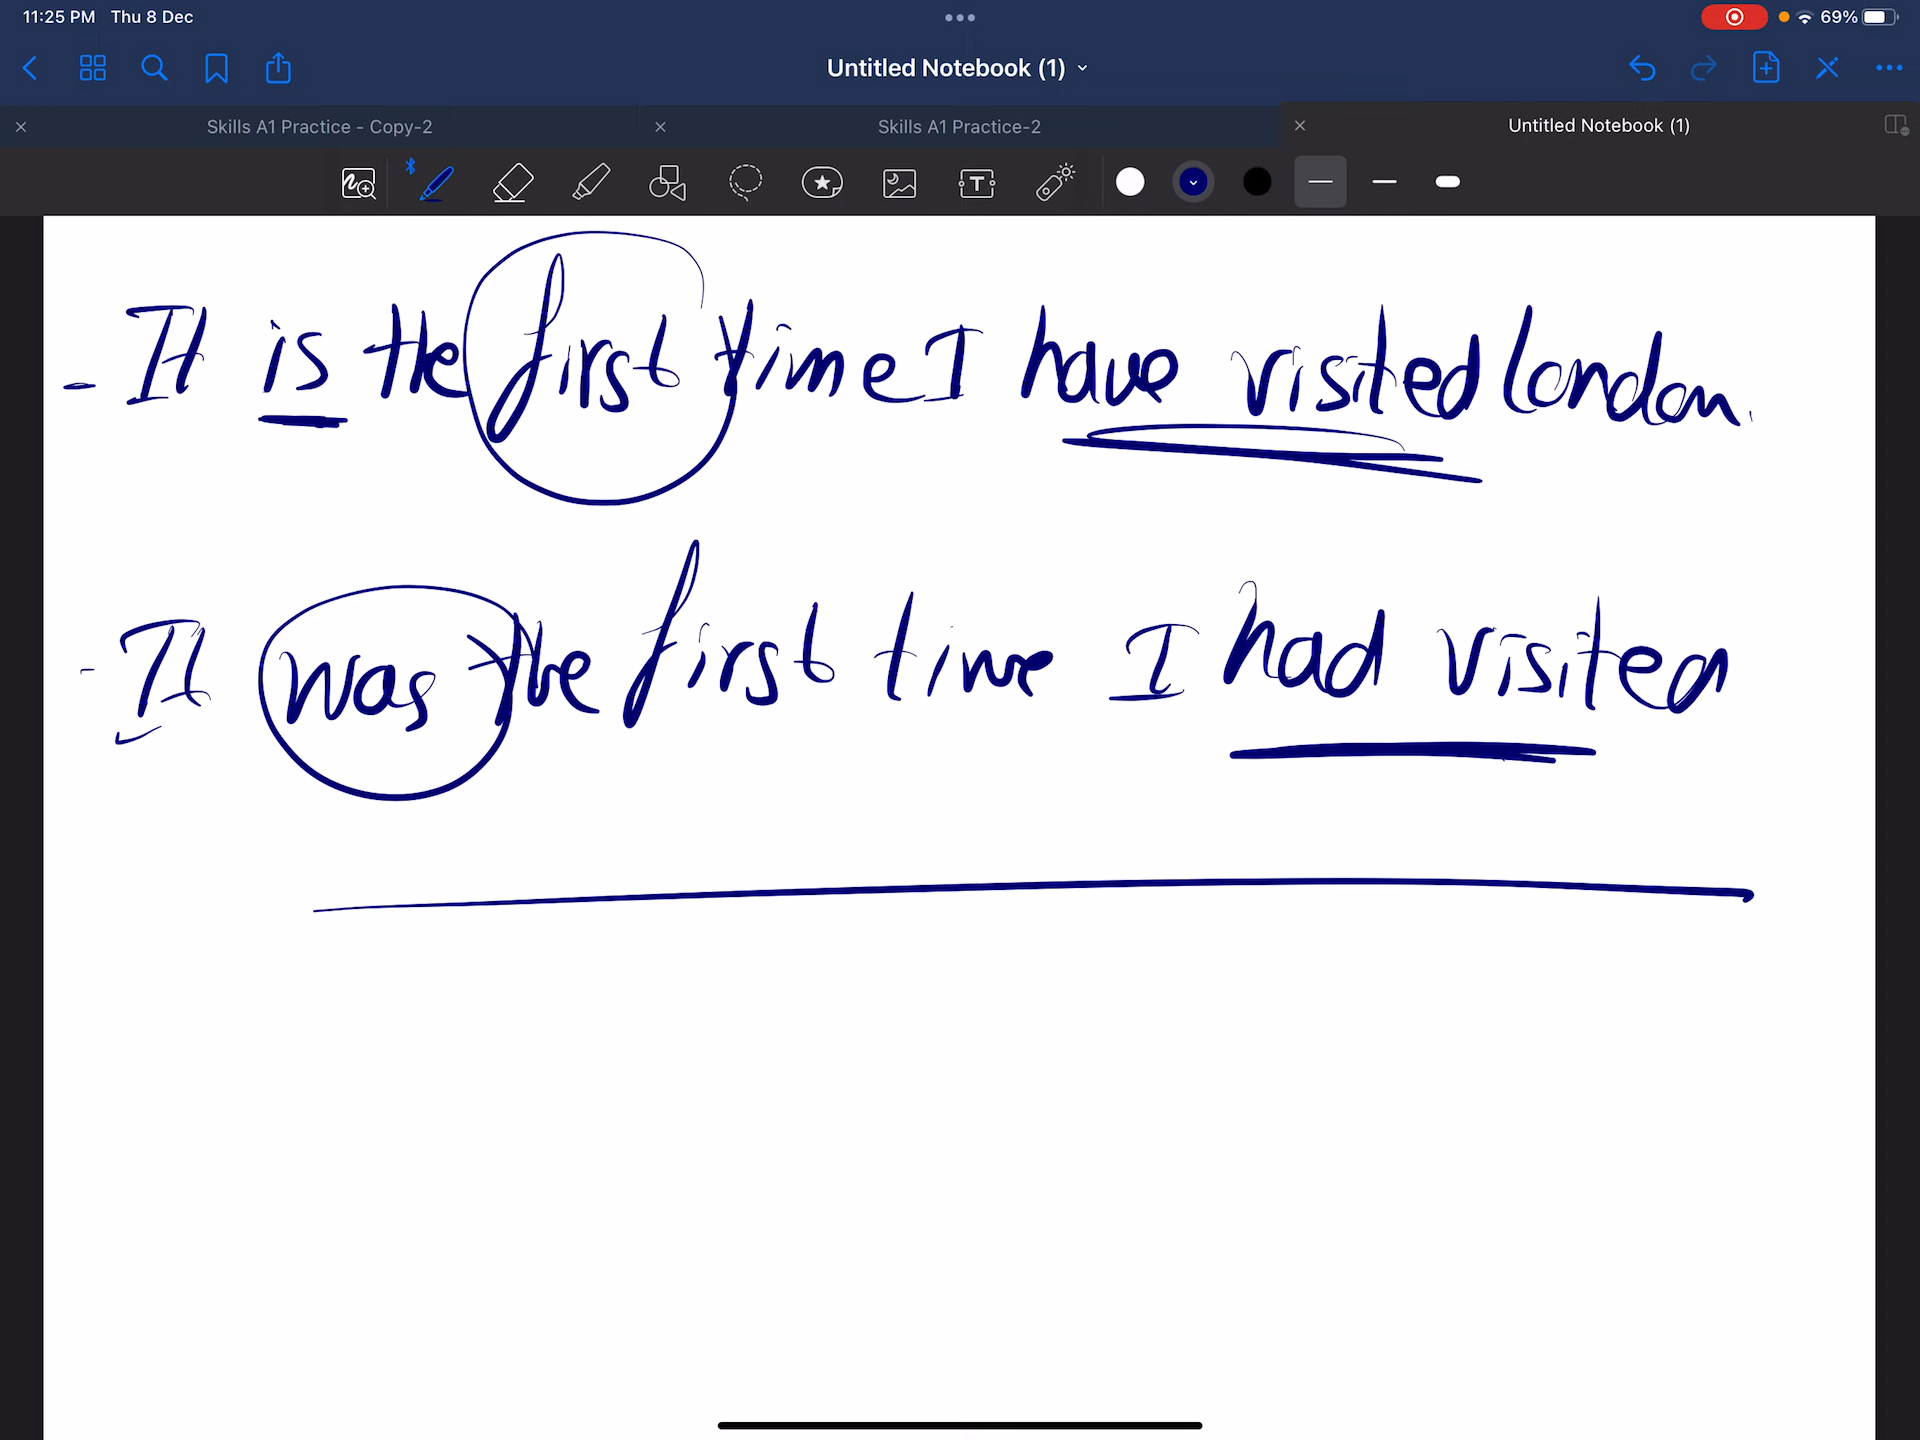 11:25 PM Thu 8 Dec 69%
Untitled Notebook (1)
Skills A1 Practice - Copy-2 Skills A1 Practice-2 Untitled Notebook (1)
- It is the first time I have visited london.
- It was the first time I had visited